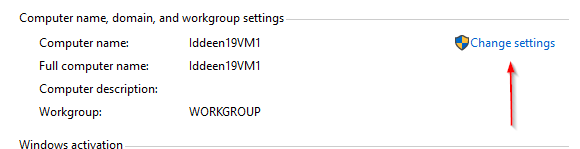 Computer name, domain, and workgroup settings
Computer name: Iddeen19VM1 Change settings
Full computer name: Iddeen19VM1
Computer description:
Workgroup: WORKGROUP
Windows activation